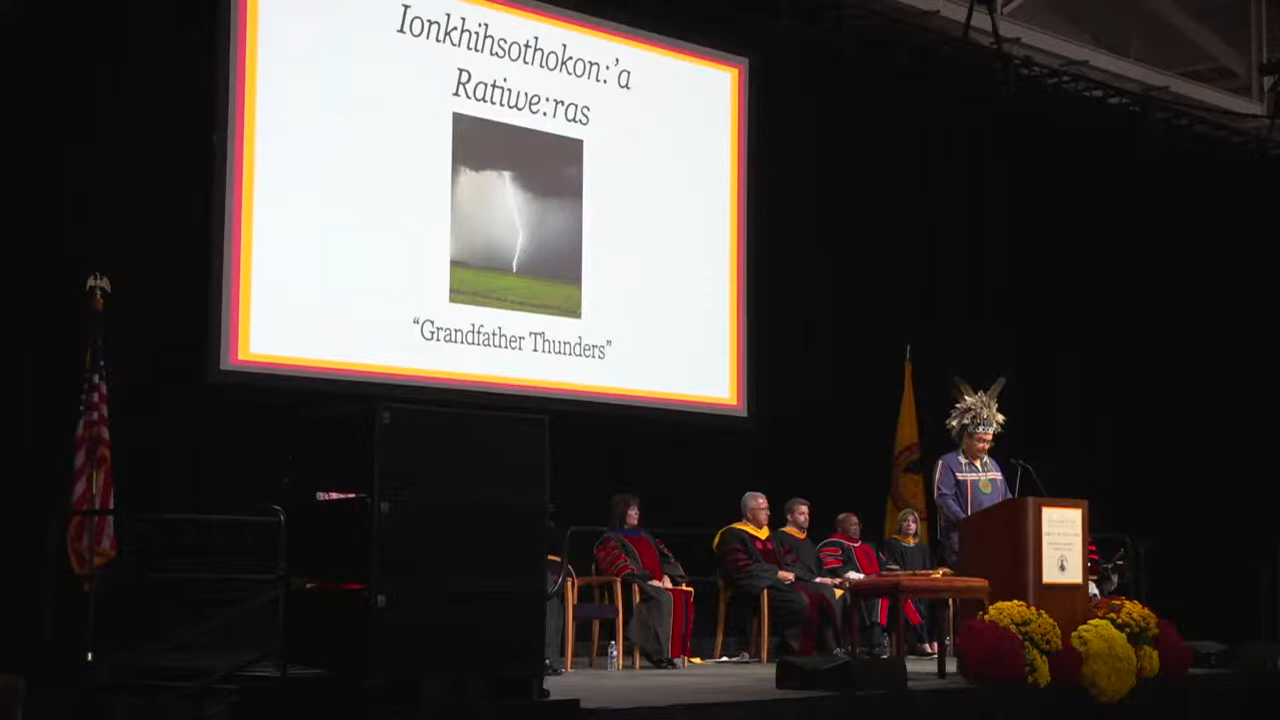 Ionkhihsothokon:’a
Ratiwe:ras
“Grandfather Thunders”